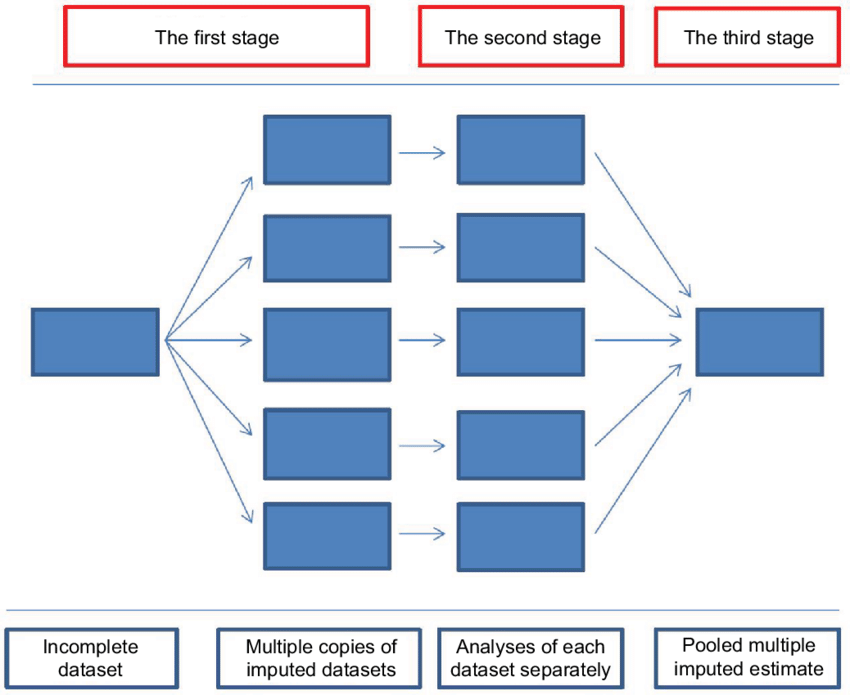 The first stage
The second stage
The third stage
Incomplete
dataset
Multiple copies of
imputed datasets
Analyses of each
dataset separately
Pooled multiple
imputed estimate